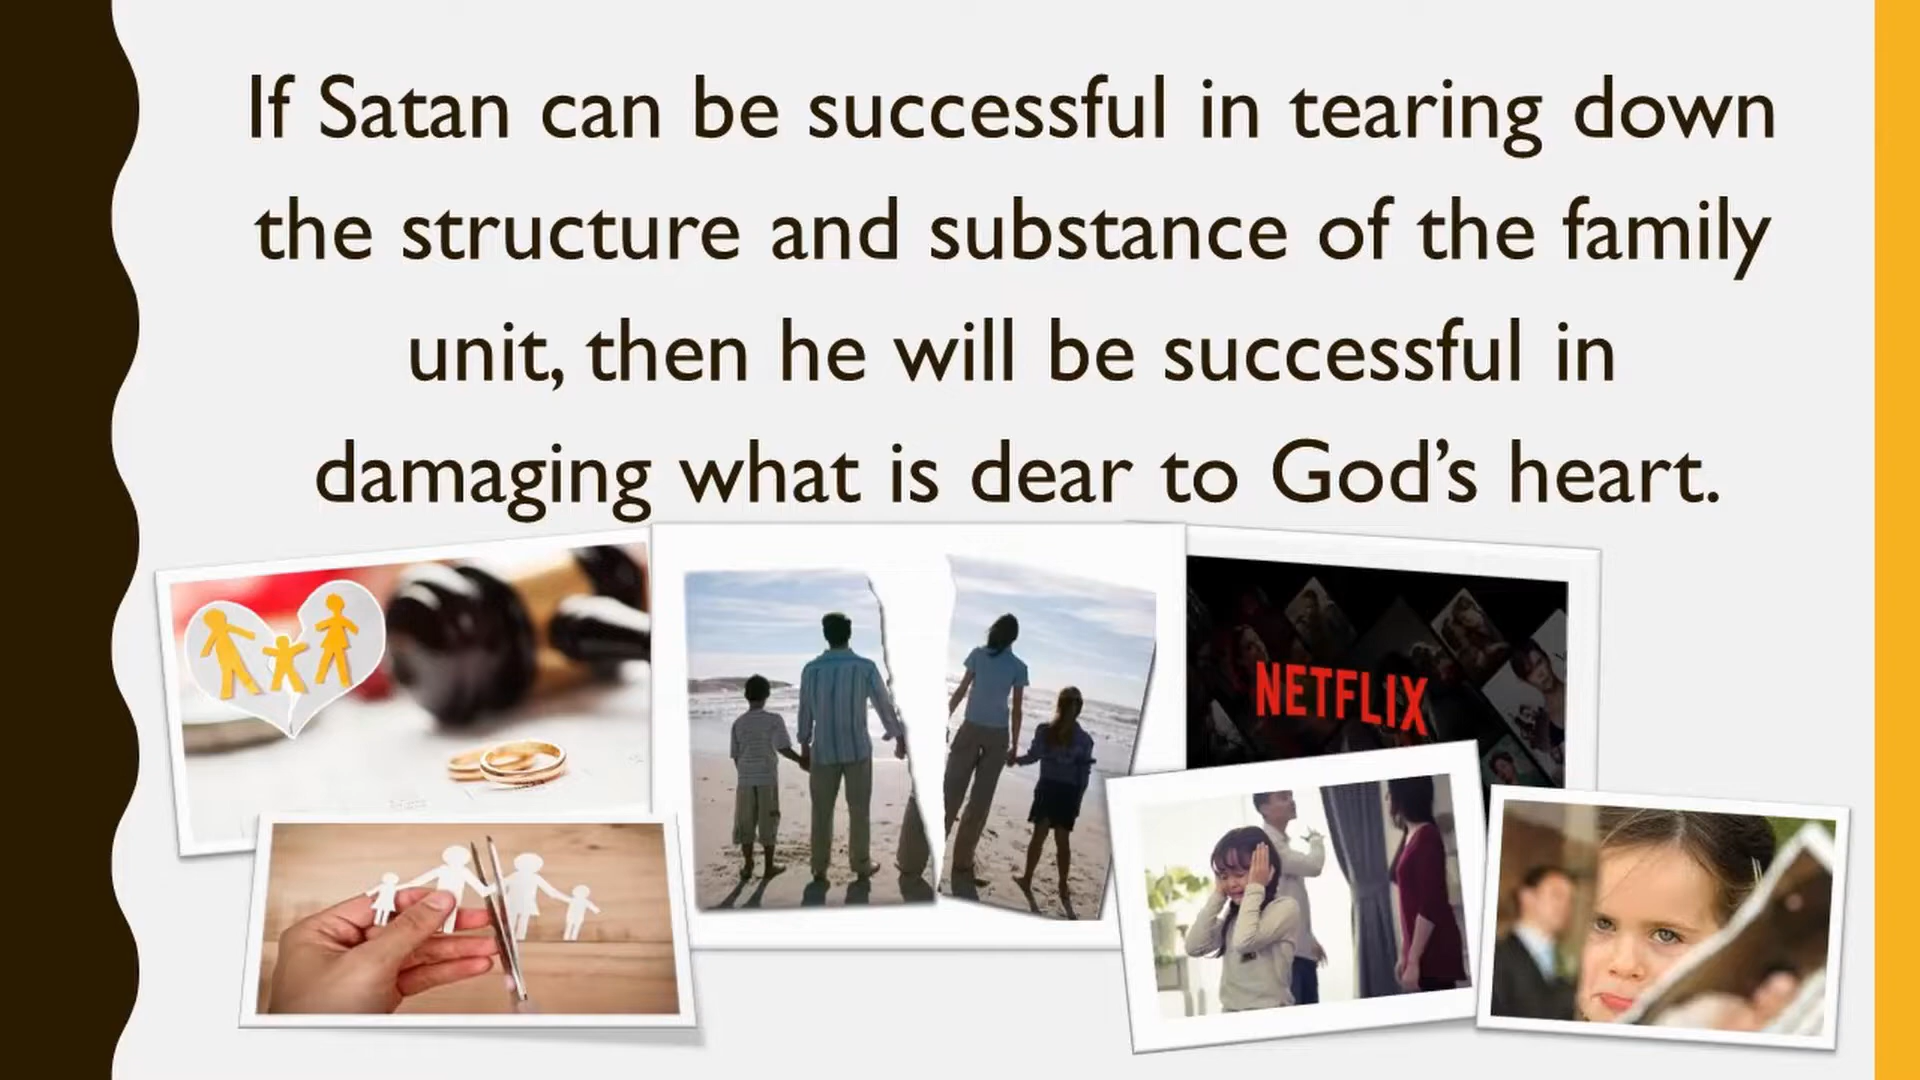 If Satan can be successful in tearing down
the structure and substance of the family
unit, then he will be successful in
damaging what is dear to God’s heart.
NETFLIX